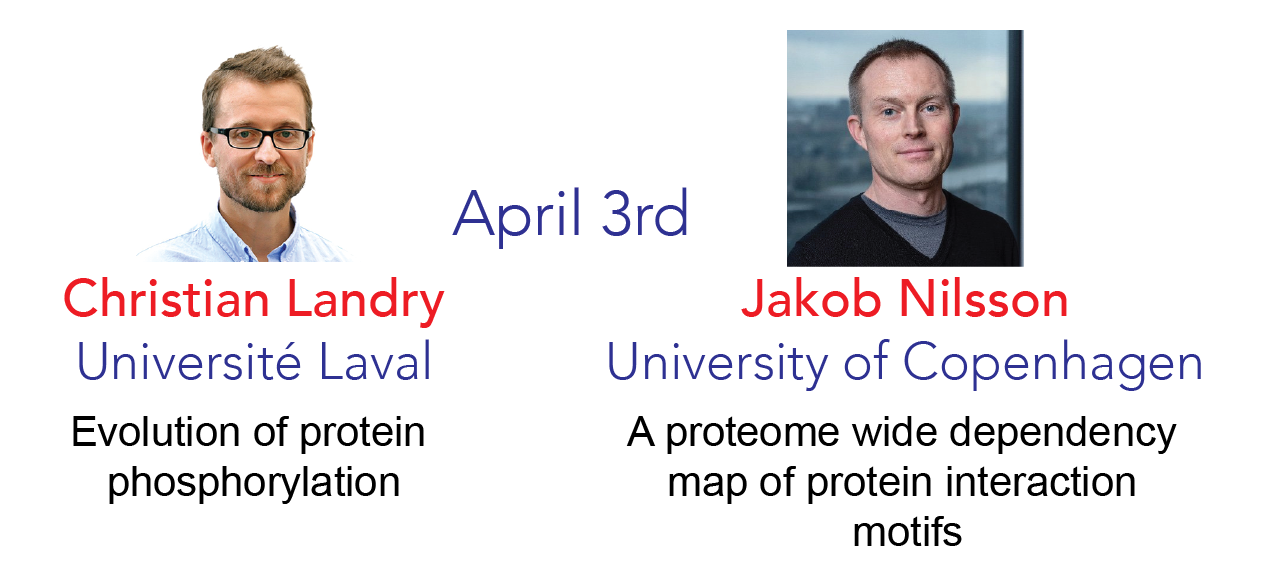 April 3rd
Christian Landry
Université Laval
Evolution of protein
phosphorylation
Jakob Nilsson
University of Copenhagen
A proteome wide dependency
map of protein interaction
motifs